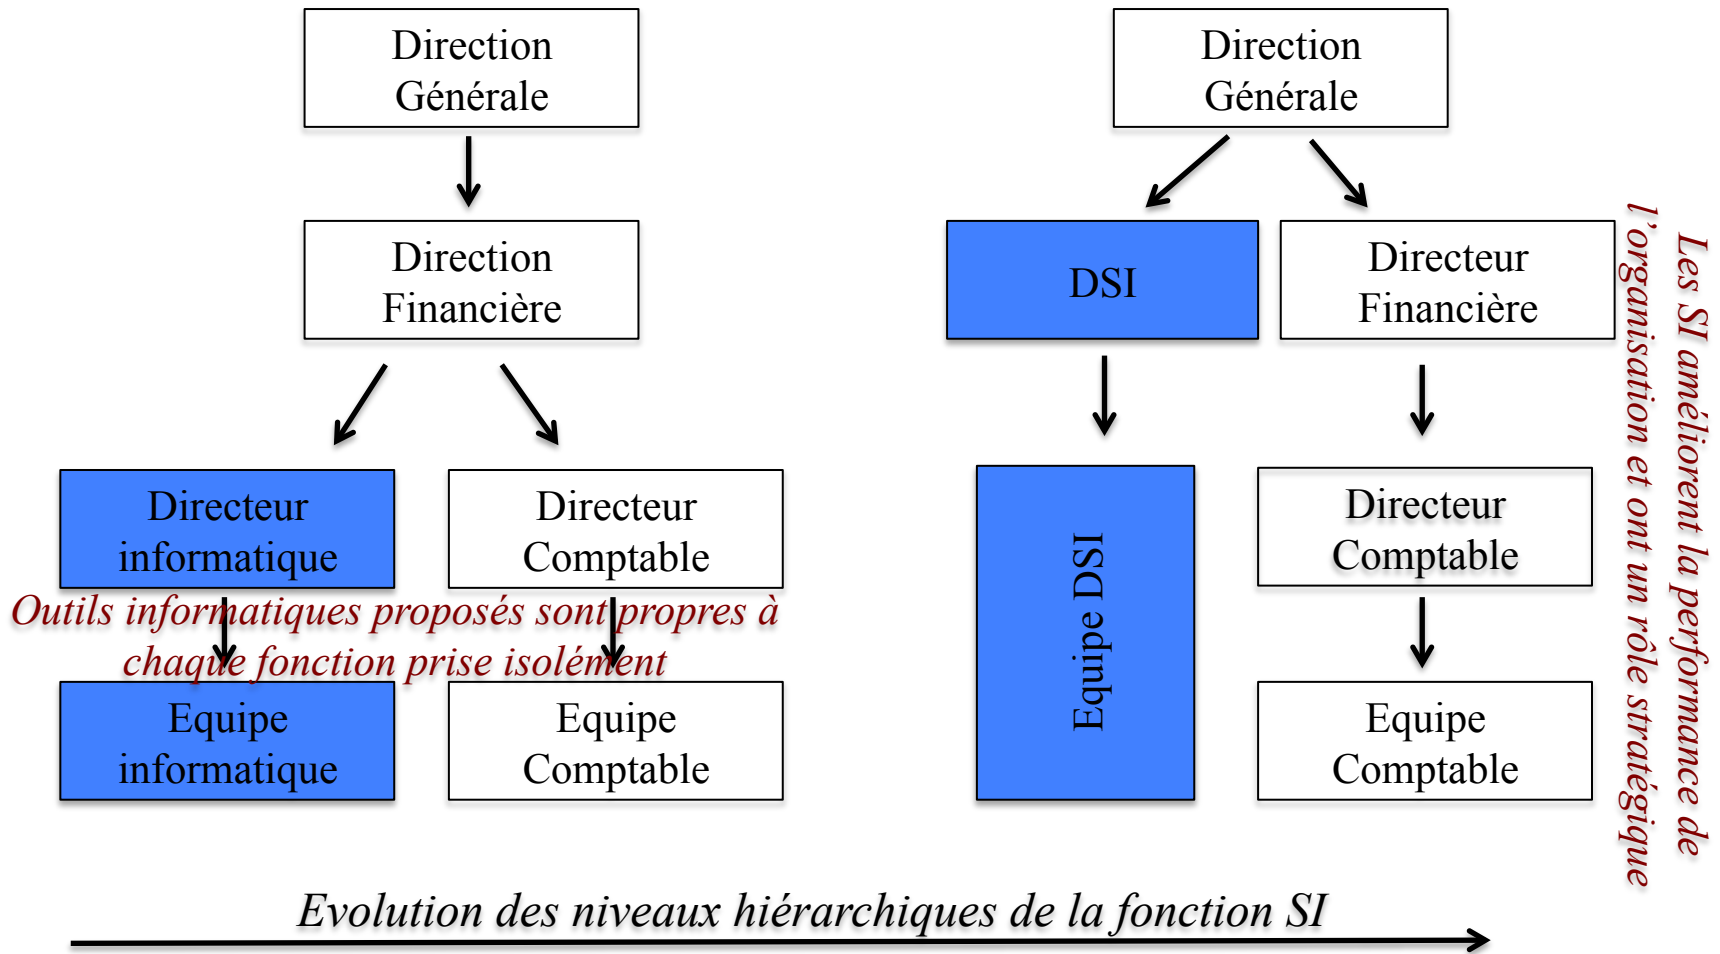 Direction
Générale
Direction
Financière
Directeur
informatique
Directeur
Comptable
Outils informatiques proposés sont propres à
chaque fonction prise isolément
Equipe
informatique
Equipe
Comptable
Direction
Générale
DSI
Directeur
Financière
Equipe DSI
Directeur
Comptable
Equipe
Comptable
Les SI améliorent la performance de
l'organisation et ont un rôle stratégique
Evolution des niveaux hiérarchiques de la fonction SI